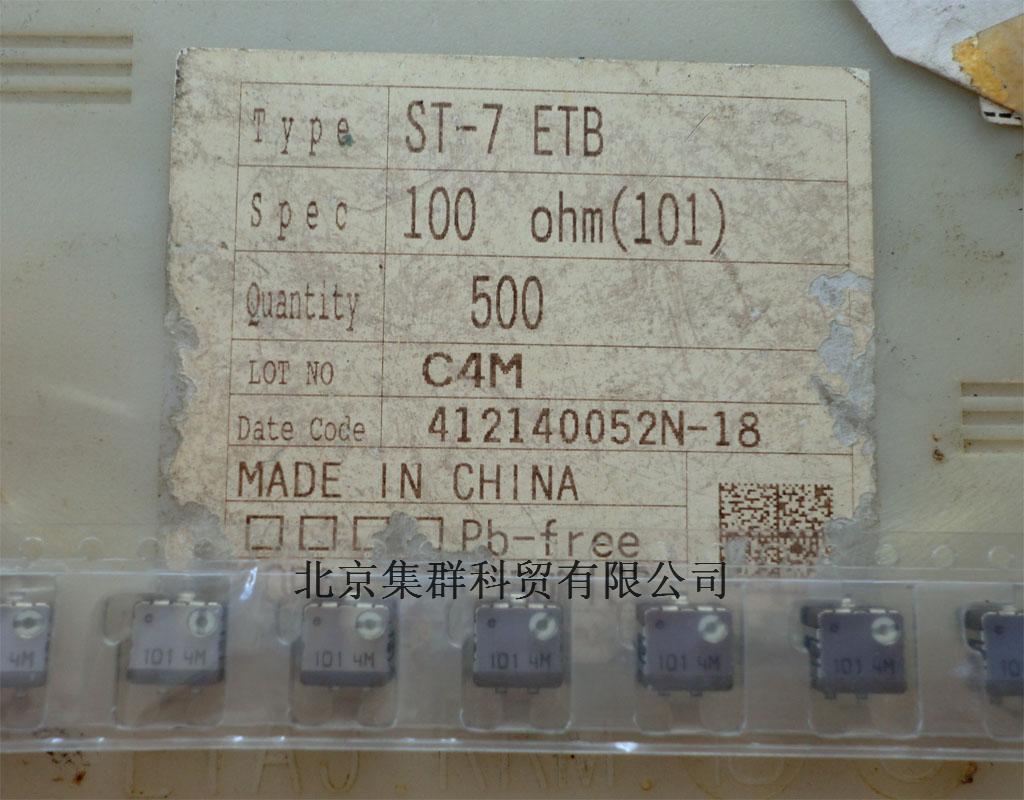 Type ST-7 ETB
Spec 100 ohm(101)
Quantity 500
LOT NO C4M
Date Code 412140052N-18
MADE IN CHINA
□□□□Pb-free
北京集群科贸有限公司
4M 101 4M 101 4M 101 4M 101 4M 101 4M 10